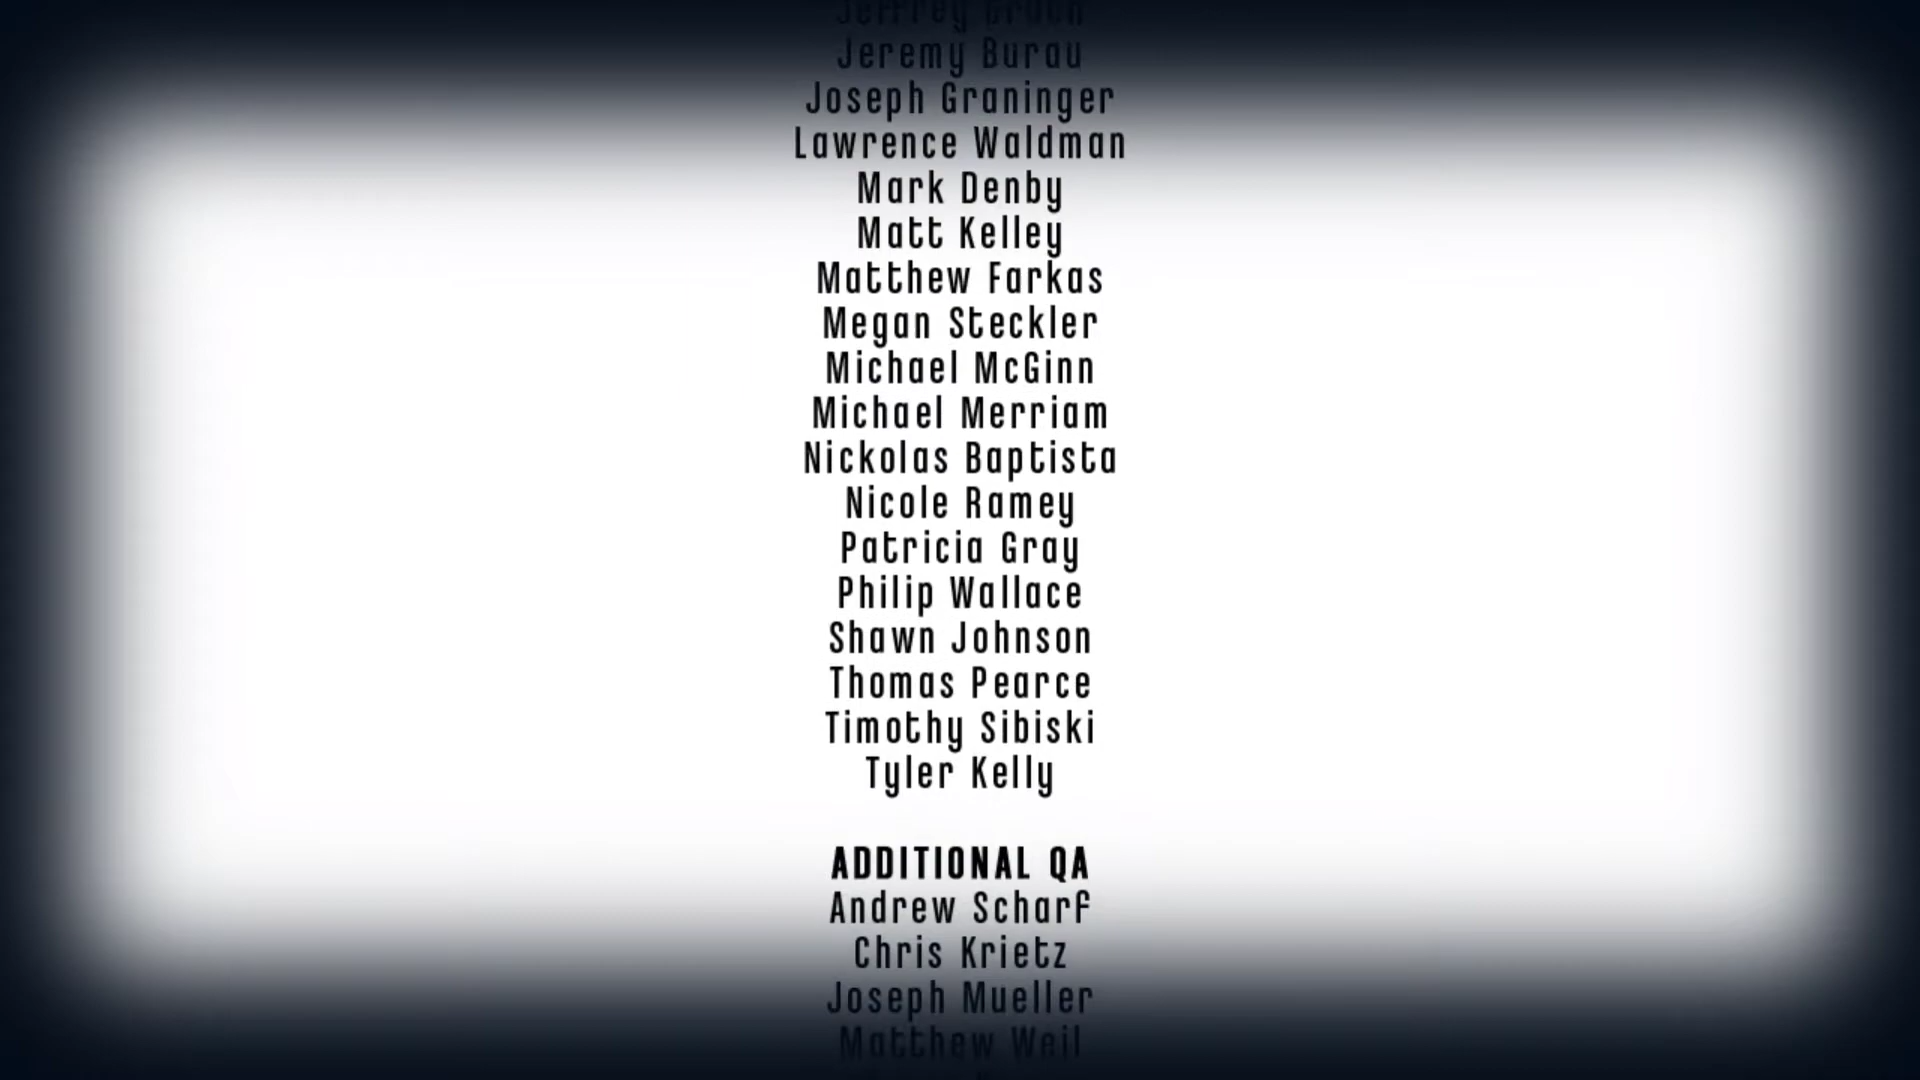 Jeremy Burau
Joseph Graninger
Lawrence Waldman
Mark Denby
Matt Kelley
Matthew Farkas
Megan Steckler
Michael McGinn
Michael Merriam
Nickolas Baptista
Nicole Ramey
Patricia Gray
Philip Wallace
Shawn Johnson
Thomas Pearce
Timothy Sibiski
Tyler Kelly
ADDITIONAL QA
Andrew Scharf
Chris Krietz
Joseph Mueller
Matthew Weil